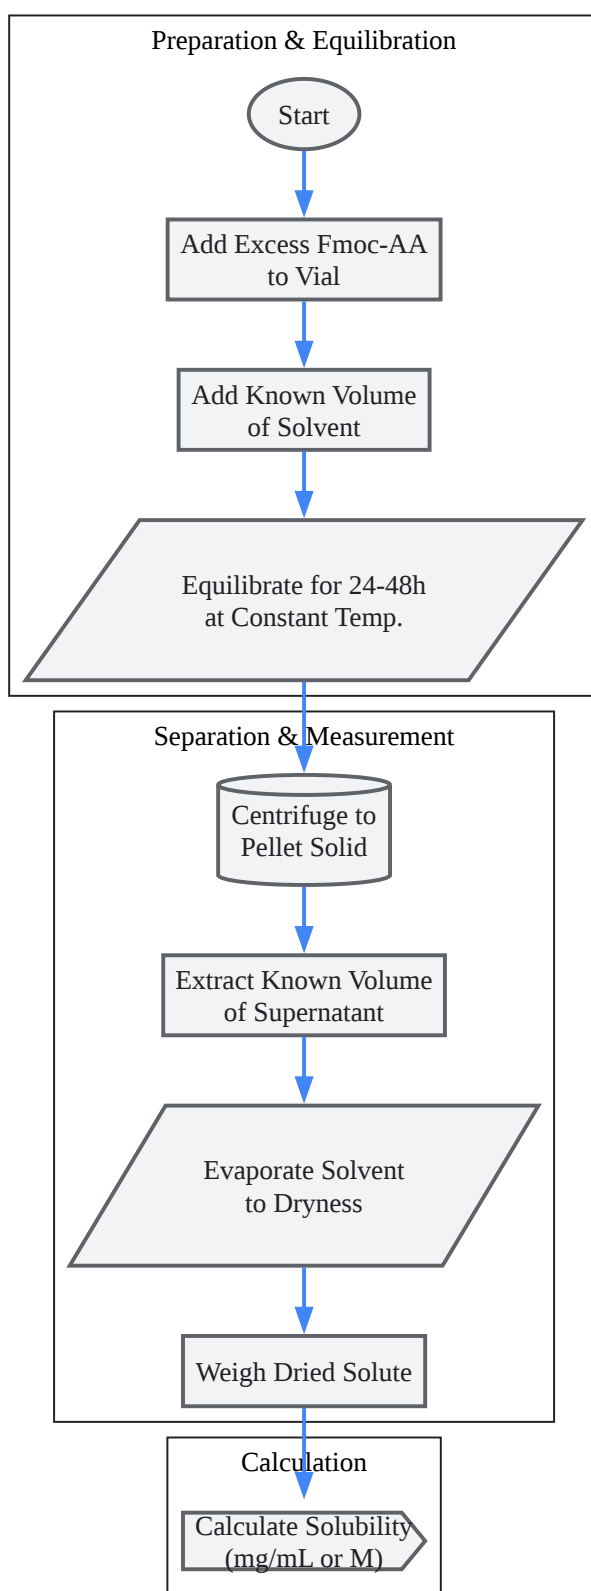 Preparation & Equilibration
Start
Add Excess Fmoc-AA
to Vial
Add Known Volume
of Solvent
Equilibrate for 24-48h
at Constant Temp.
Separation & Measurement
Centrifuge to
Pellet Solid
Extract Known Volume
of Supernatant
Evaporate Solvent
to Dryness
Weigh Dried Solute
Calculation
Calculate Solubility
(mg/mL or M)